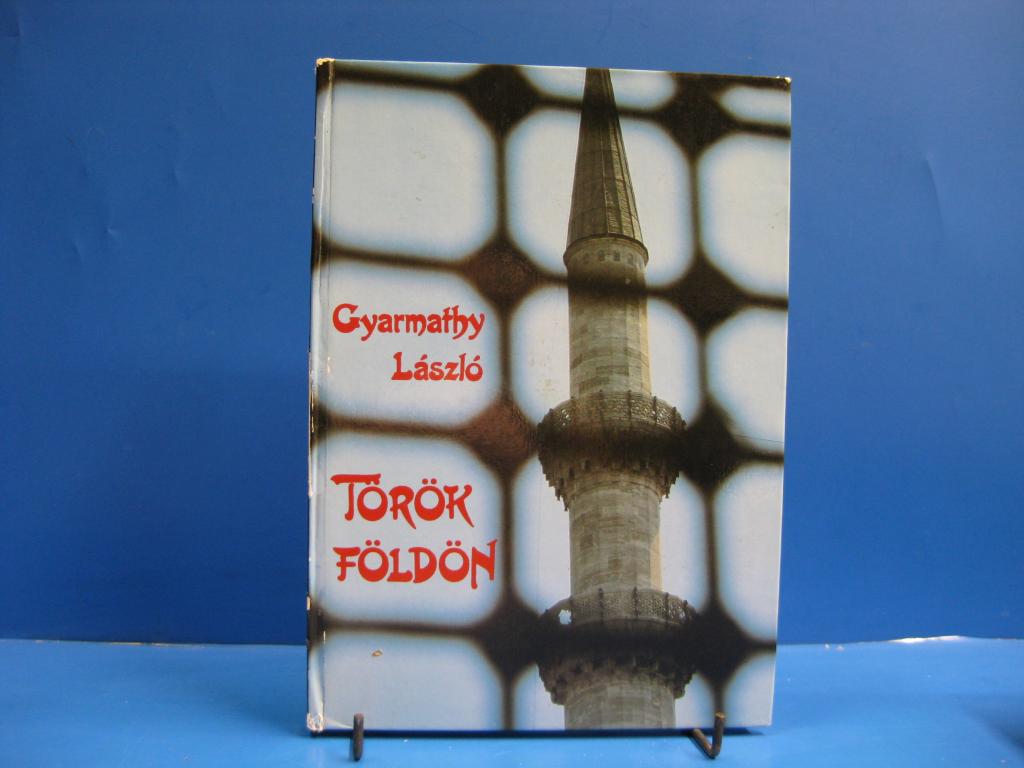 Gyarmathy
László
TÖRÖK
FÖLDÖN